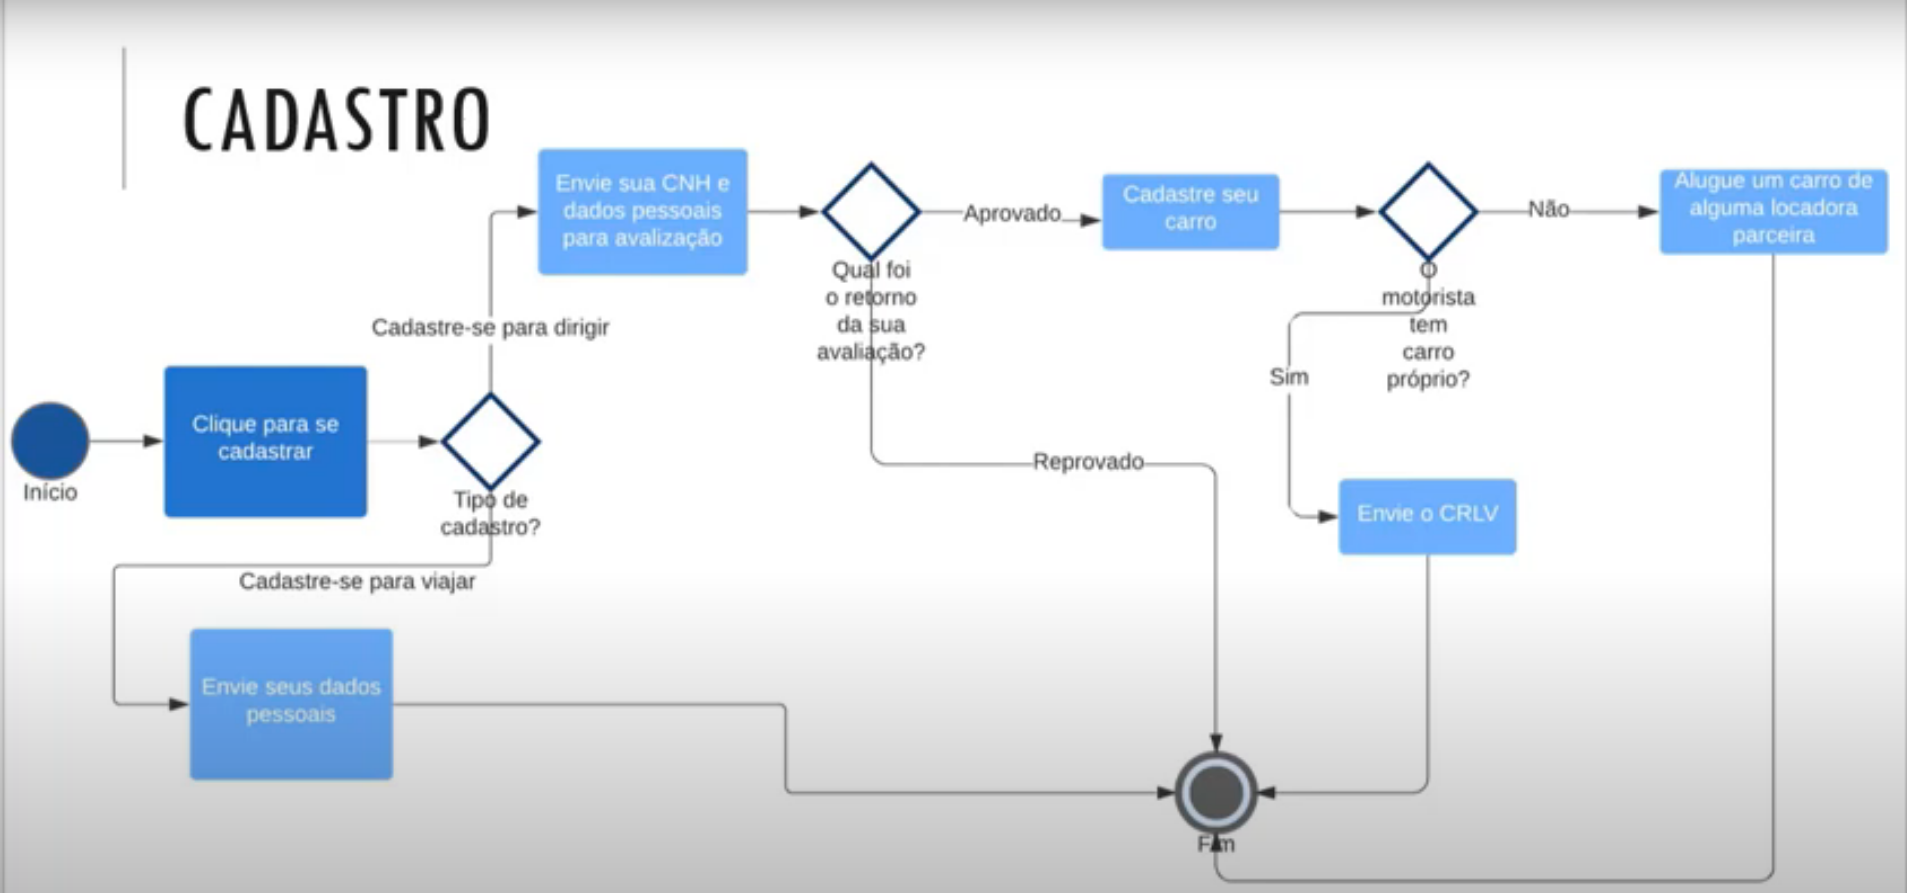 CADASTRO
Envie sua CNH e
dados pessoais
para avalização
Qual foi
o retorno
da sua
avaliação?
Aprovado
Cadastre seu
carro
O
motorista
tem
carro
próprio?
Não
Alugue um carro de
alguma locadora
parceira
Cadastre-se para dirigir
Sim
Início
Clique para se
cadastrar
Tipo de
cadastro?
Reprovado
Envie o CRLV
Cadastre-se para viajar
Envie seus dados
pessoais
Fim